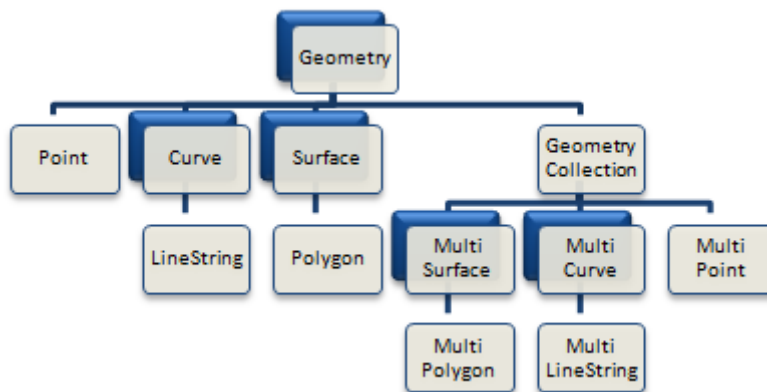 Geometry
Point
Curve
Surface
Geometry
Collection
LineString
Polygon
Multi
Surface
Multi
Curve
Multi
Point
Multi
Polygon
Multi
LineString